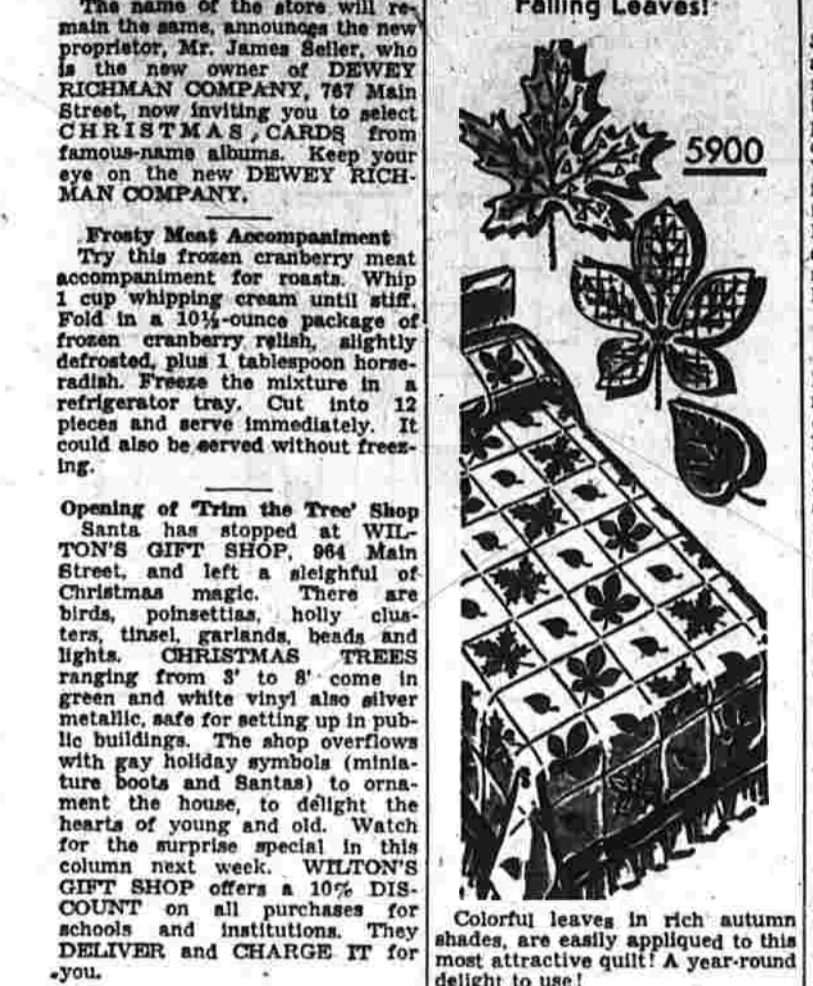 The name of the store will re-
main the same, announces the new
proprietor, Mr. James Seller, who
is the new owner of DEWEY
RICHMAN COMPANY, 767 Main
Street, now inviting you to select
CHRISTMAS CARDS from
famous-name albums. Keep your
eye on the new DEWEY RICH-
MAN COMPANY.
Frosty Meat Accompaniment
Try this frozen cranberry meat
accompaniment for roasts. Whip
1 cup whipping cream until stiff.
Fold in a 10½-ounce package of
frozen cranberry relish, slightly
defrosted, plus 1 tablespoon horse-
radish. Freeze the mixture in a
refrigerator tray. Cut into 12
pieces and serve immediately. It
could also be served without freez-
ing.
Opening of 'Trim the Tree' Shop
Santa has stopped at WIL-
TON'S GIFT SHOP, 964 Main
Street, and left a sleighful of
Christmas magic. There are
birds, poinsettias, holly clus-
ters, tinsel, garlands, beads and
lights. CHRISTMAS TREES
ranging from 3' to 8' come in
green and white vinyl also silver
metallic, safe for setting up in pub-
lic buildings. The shop overflows
with gay holiday symbols (minia-
ture boots and Santas) to orna-
ment the house, to delight the
hearts of young and old. Watch
for the surprise special in this
column next week. WILTON'S
GIFT SHOP offers a 10% DIS-
COUNT on all purchases for
schools and institutions. They
DELIVER and CHARGE IT for
you.
Falling Leaves!
5900
Colorful leaves in rich autumn
shades, are easily appliqued to this
most attractive quilt! A year-round
delight to use!